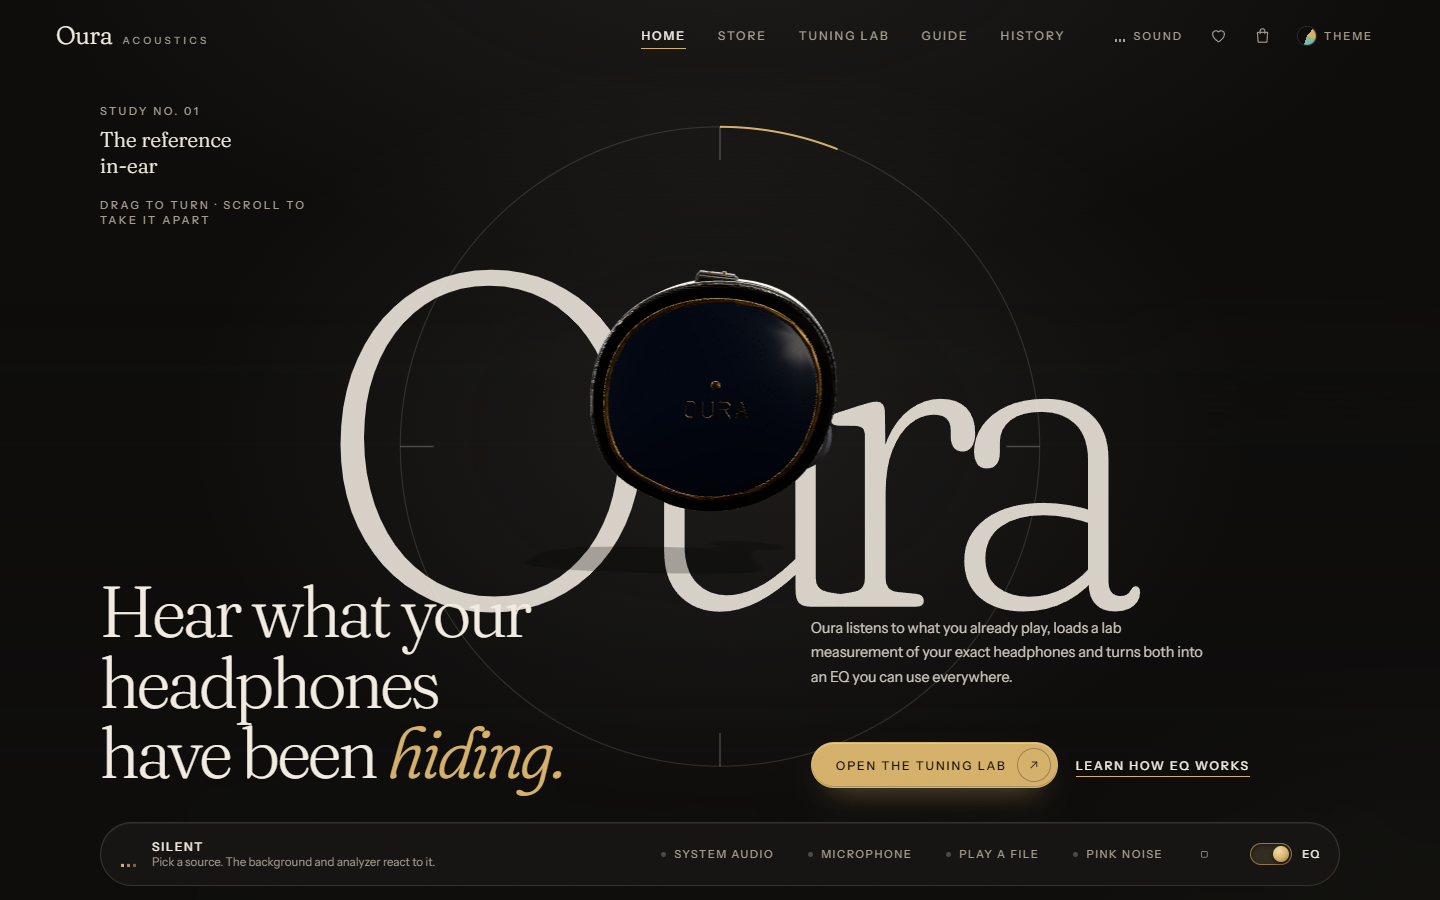 Oura ACOUSTICS
HOME STORE TUNING LAB GUIDE HISTORY SOUND THEME
STUDY NO. 01
The reference
in-ear
DRAG TO TURN · SCROLL TO
TAKE IT APART
OURA
Oura
Hear what your
headphones
have been hiding.
Oura listens to what you already play, loads a lab
measurement of your exact headphones and turns both into
an EQ you can use everywhere.
OPEN THE TUNING LAB LEARN HOW EQ WORKS
SILENT
Pick a source. The background and analyzer react to it.
SYSTEM AUDIO MICROPHONE PLAY A FILE PINK NOISE EQ